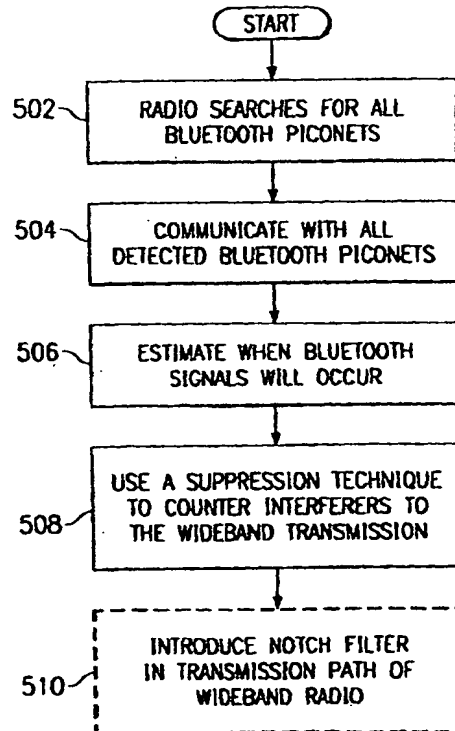 START
502
RADIO SEARCHES FOR ALL
BLUETOOTH PICONETS
504
COMMUNICATE WITH ALL
DETECTED BLUETOOTH PICONETS
506
ESTIMATE WHEN BLUETOOTH
SIGNALS WILL OCCUR
508
USE A SUPPRESSION TECHNIQUE
TO COUNTER INTERFERERS TO
THE WIDEBAND TRANSMISSION
510
INTRODUCE NOTCH FILTER
IN TRANSMISSION PATH OF
WIDEBAND RADIO